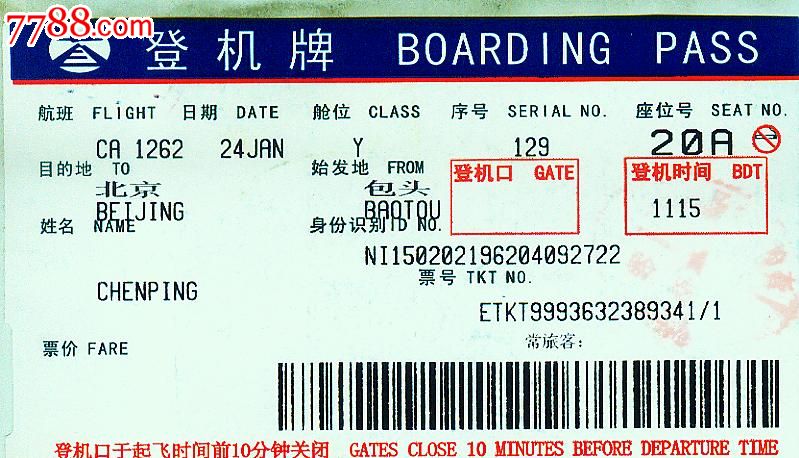 7788.com
登机牌 BOARDING PASS
航班 FLIGHT 日期 DATE 舱位 CLASS 序号 SERIAL NO. 座位号 SEAT NO.
CA 1262 24JAN Y 129 20A
目的地 TO 始发地 FROM 登机口 GATE 登机时间 BDT
北京 包头
BEIJING BAOTOU 1115
姓名 NAME 身份识别ID NO.
NI150202196204092722
票号 TKT NO.
CHENPING
ETKT9993632389341/1
票价 FARE 常旅客:
登机口于起飞时间前10分钟关闭 GATES CLOSE 10 MINUTES BEFORE DEPARTURE TIME